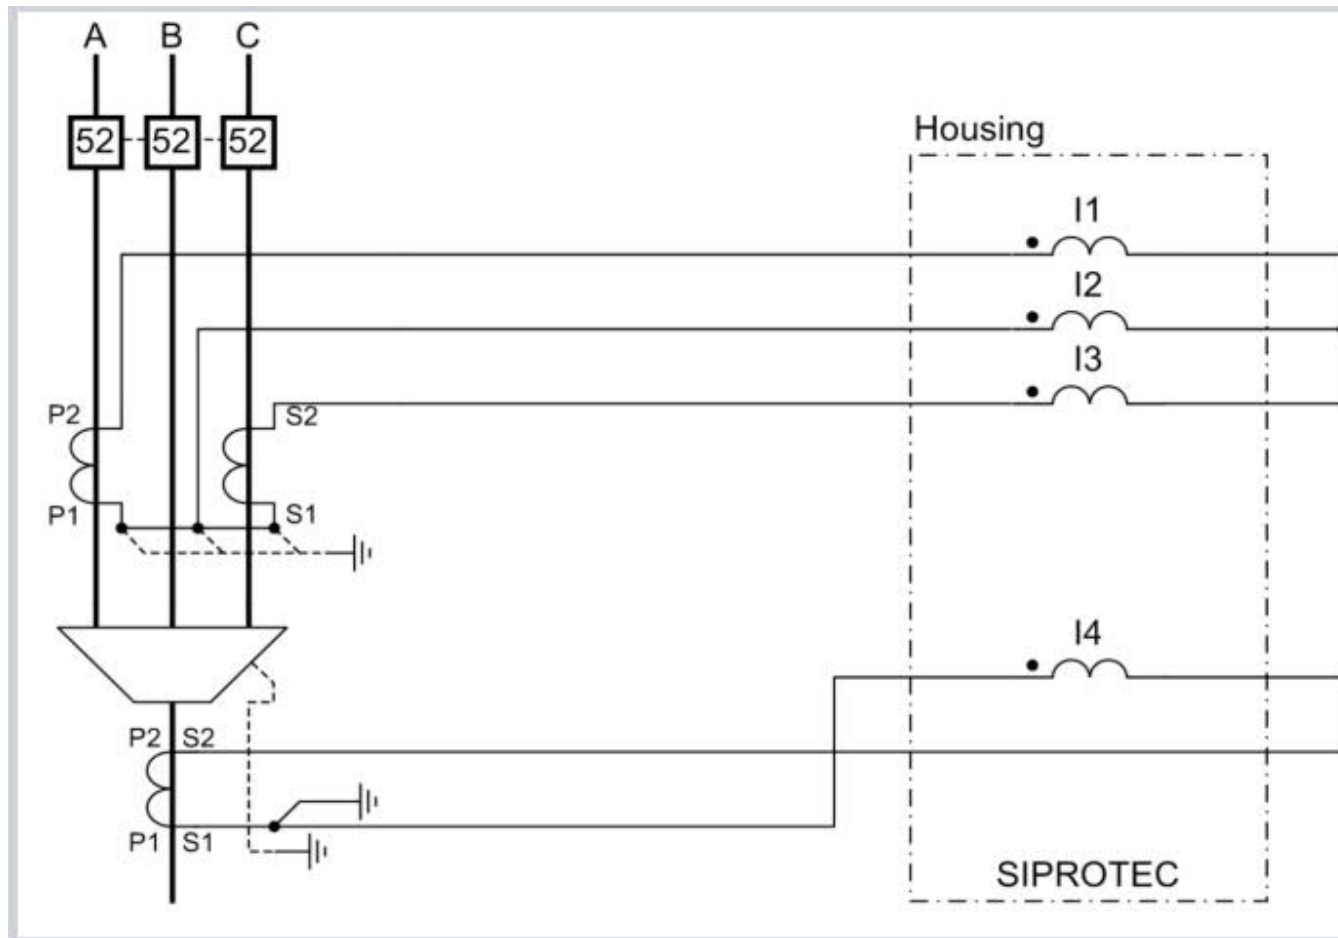 A B C
52 52 52
Housing
I1
I2
I3
P2 S2
P1 S1
I4
P2 S2
P1 S1
SIPROTEC